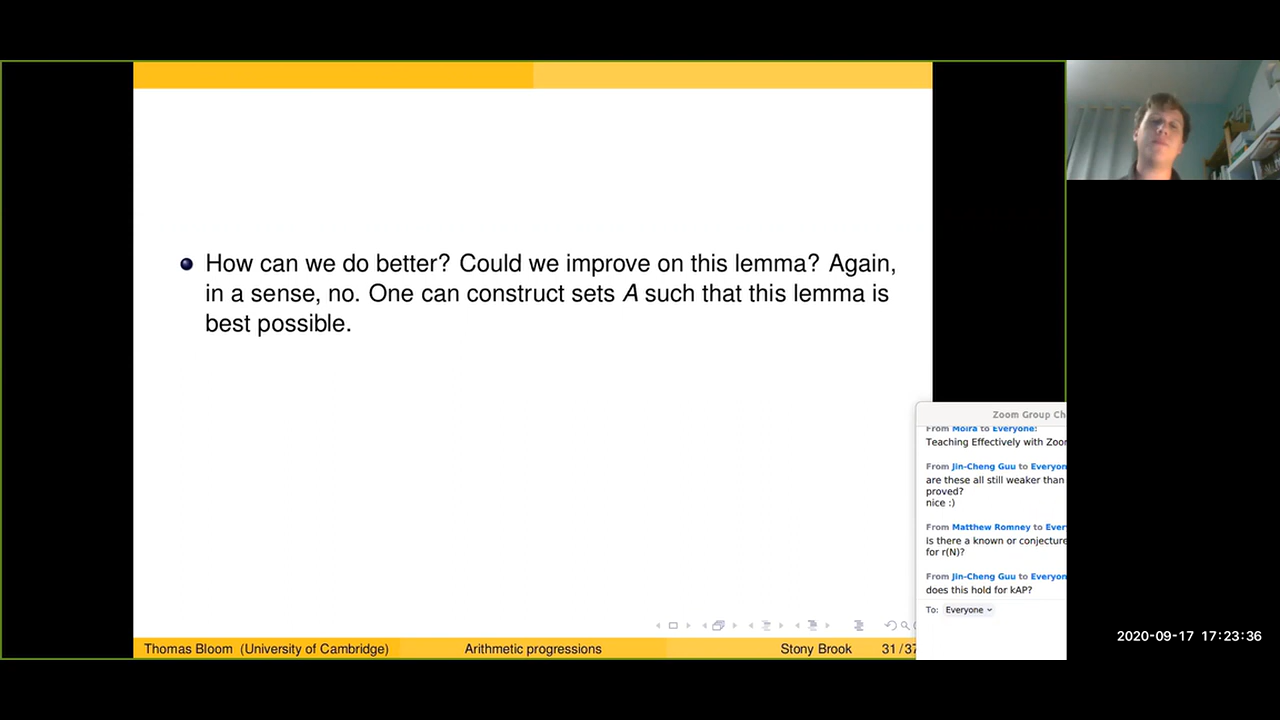 How can we do better? Could we improve on this lemma? Again,
in a sense, no. One can construct sets A such that this lemma is
best possible.
Zoom Group Ch
From Moira to Everyone:
Teaching Effectively with Zoo
From Jin-Cheng Guu to Everyon
are these all still weaker than
proved?
nice :)
From Matthew Romney to Ever
Is there a known or conjecture
for r(N)?
From Jin-Cheng Guu to Everyon
does this hold for kAP?
To: Everyone
Thomas Bloom (University of Cambridge) Arithmetic progressions Stony Brook 31/37
2020-09-17 17:23:36